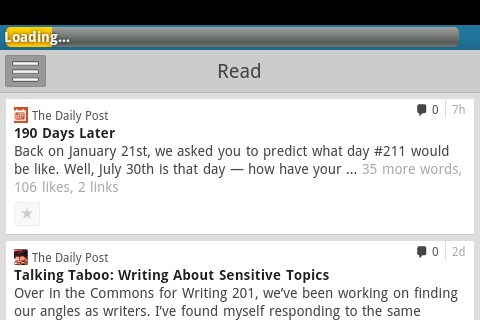 Loading...
Read
The Daily Post
0 7h
190 Days Later
Back on January 21st, we asked you to predict what day #211 would
be like. Well, July 30th is that day — how have your ... 35 more words,
106 likes, 2 links
The Daily Post
0 2d
Talking Taboo: Writing About Sensitive Topics
Over in the Commons for Writing 201, we've been working on finding
our angles as writers. I've found myself responding to the same